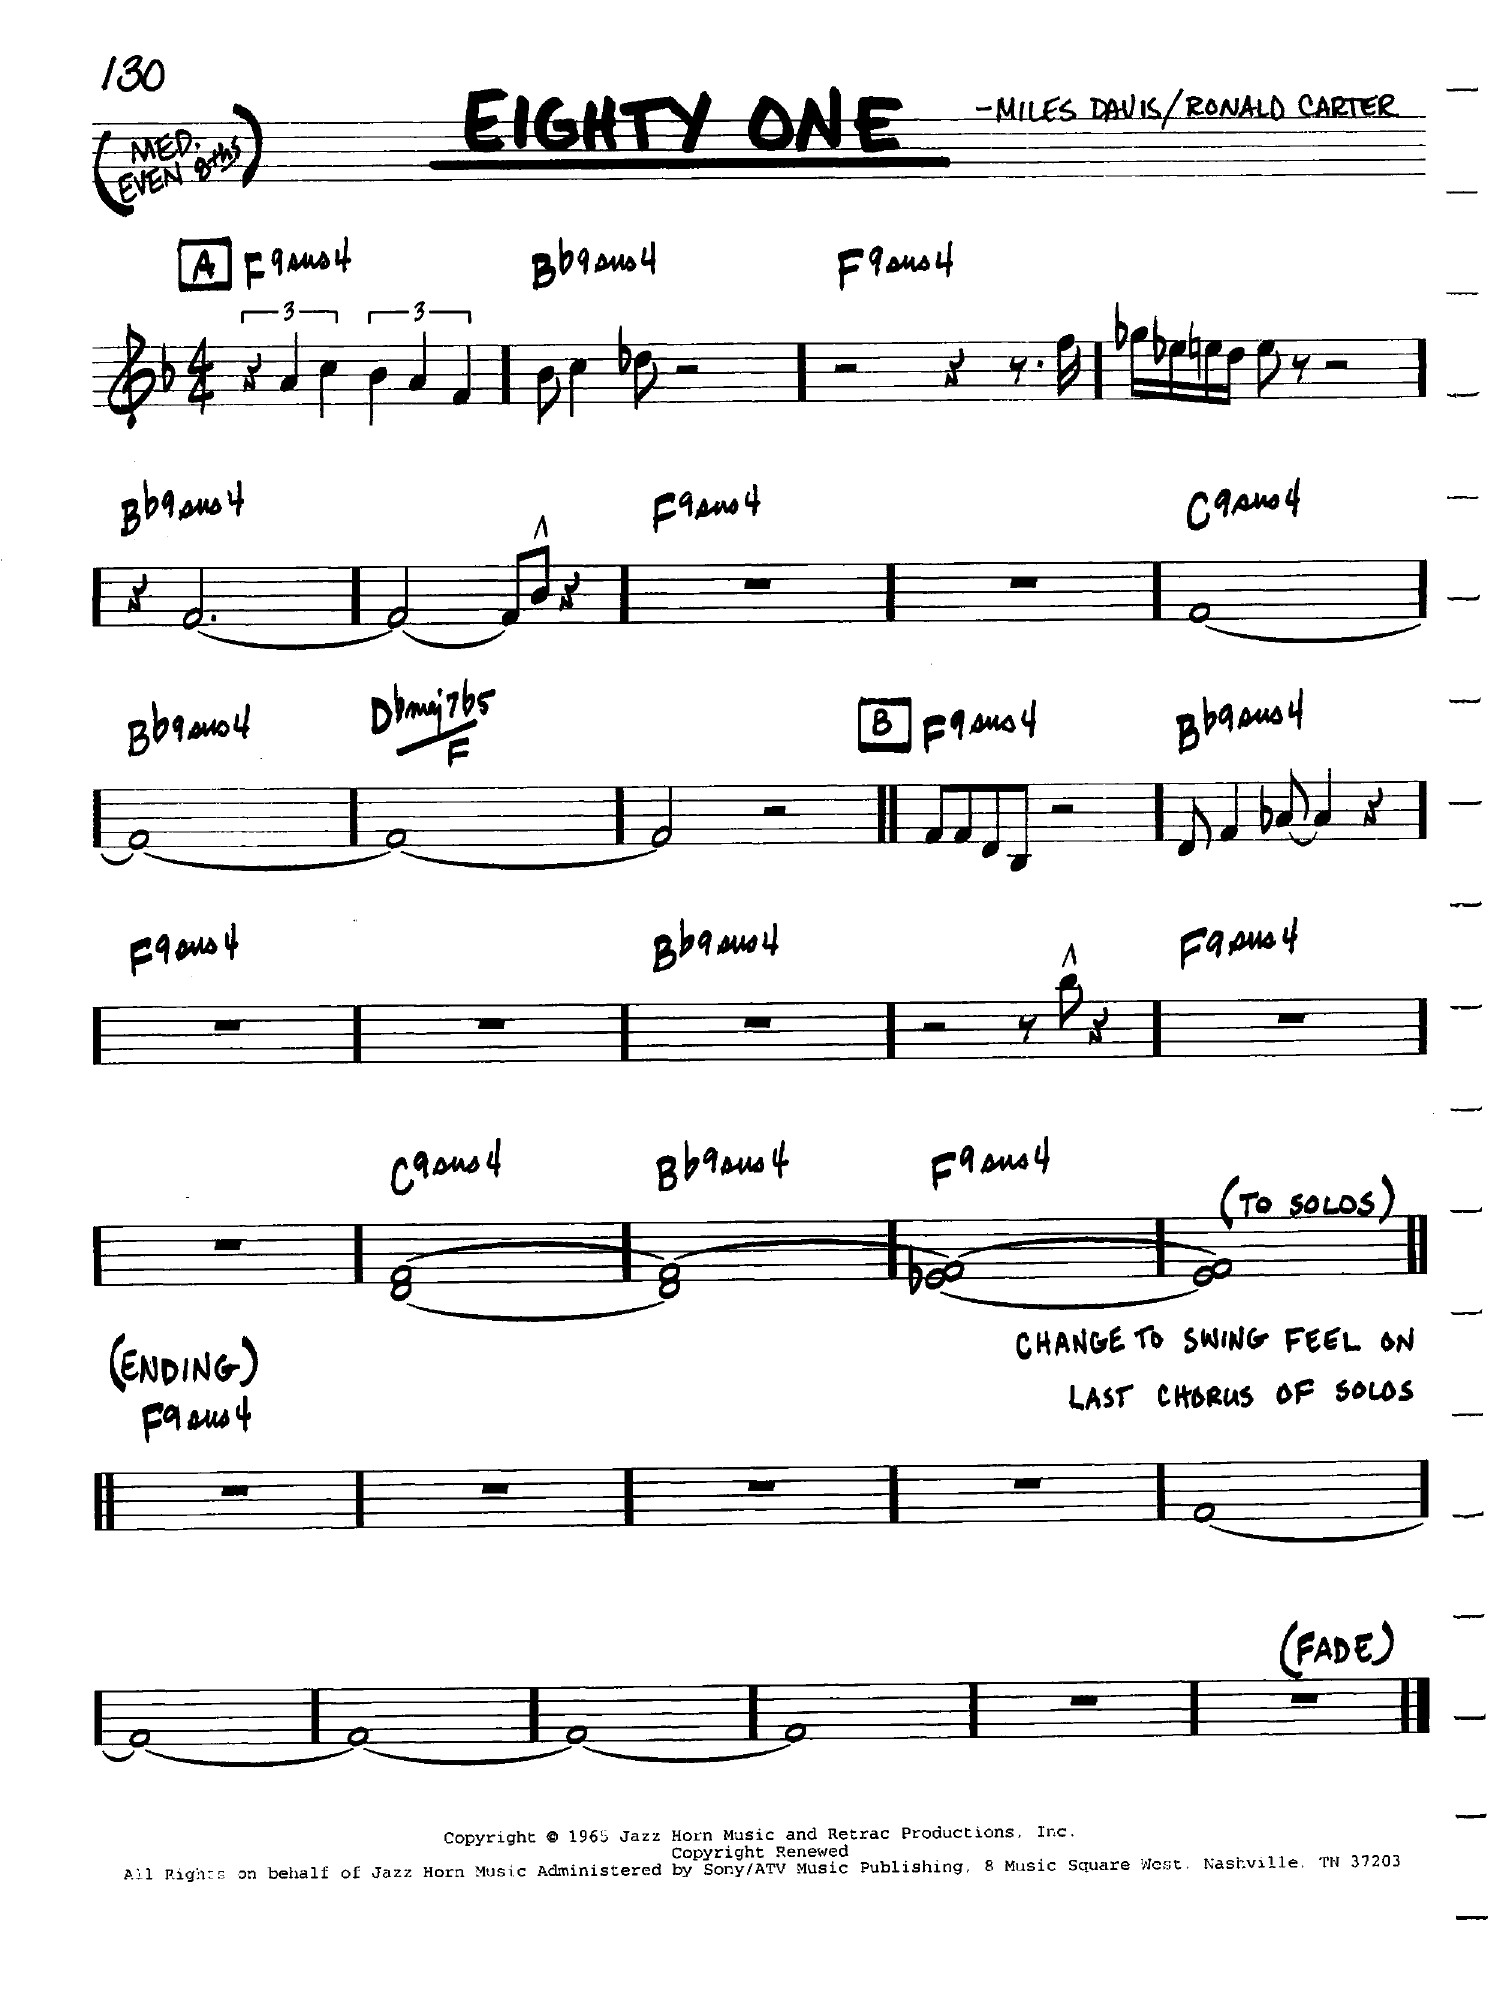 130
EIGHTY ONE
-MILES DAVIS/RONALD CARTER
(MED. EVEN 8ths)
A F9sus4 Bb9sus4 F9sus4
3 3
4/4
Bb9sus4 F9sus4 C9sus4
Bb9sus4 Dbmaj7b5/F B F9sus4 Bb9sus4
F9sus4 Bb9sus4 F9sus4
C9sus4 Bb9sus4 F9sus4
(TO SOLOS)
CHANGE TO SWING FEEL ON
LAST CHORUS OF SOLOS
(ENDING)
F9sus4
(FADE)
Copyright © 1965 Jazz Horn Music and Retrac Productions, Inc.
Copyright Renewed
All Rights on behalf of Jazz Horn Music Administered by Sony/ATV Music Publishing, 8 Music Square West, Nashville, TN 37203